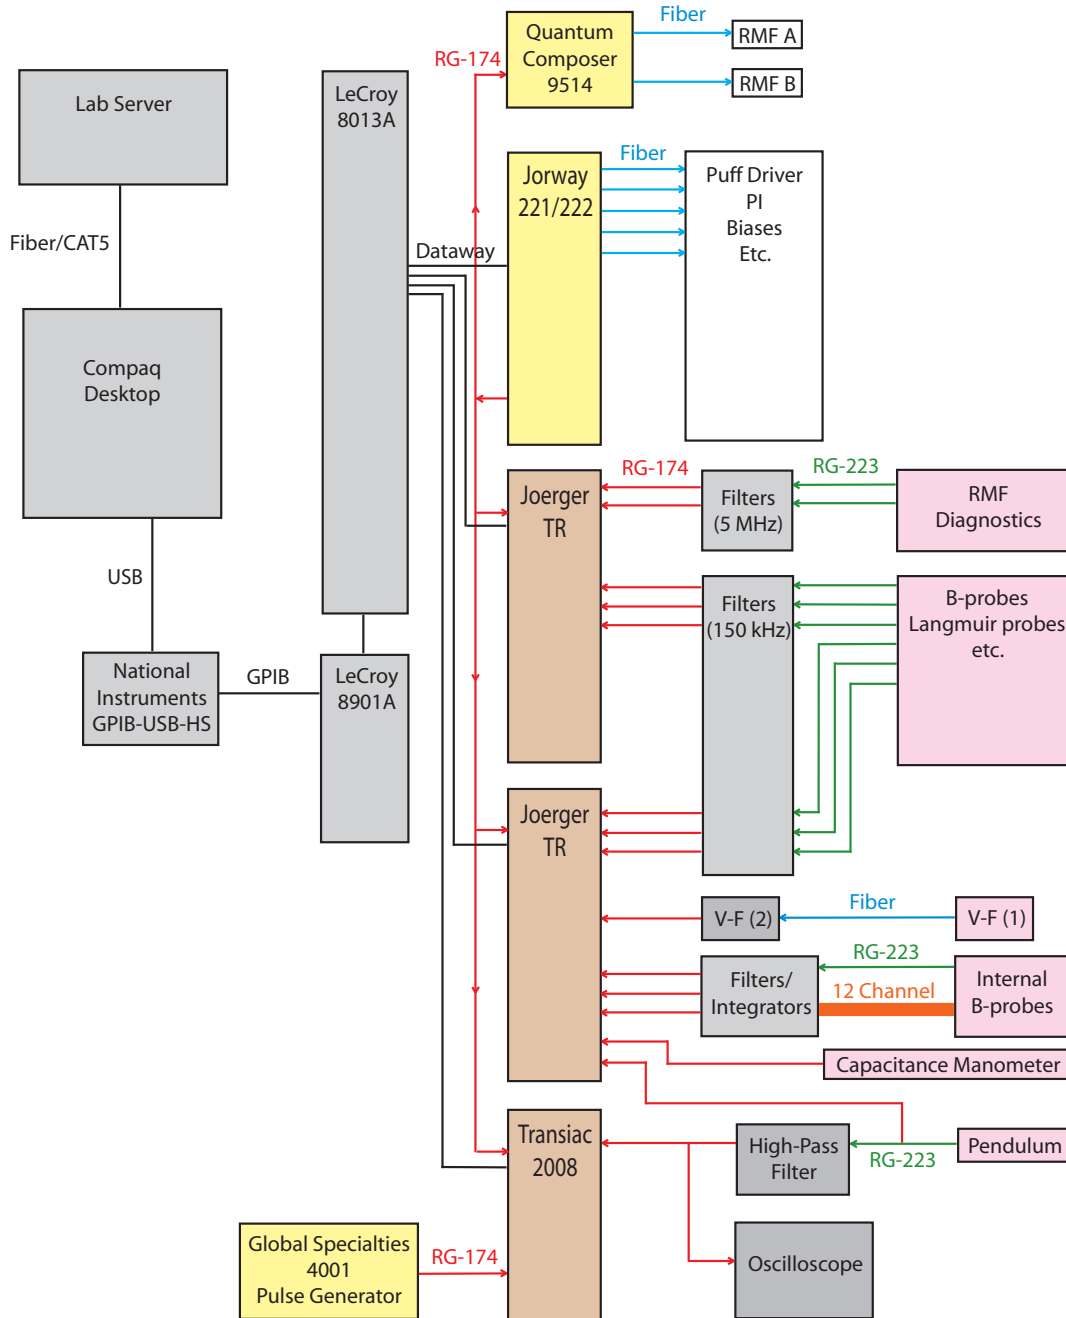 Lab Server
Fiber/CAT5
Compaq
Desktop
USB
National
Instruments
GPIB-USB-HS
GPIB
LeCroy
8013A
LeCroy
8901A
Dataway
RG-174
Quantum
Composer
9514
Fiber
RMF A
RMF B
Jorway
221/222
Fiber
Puff Driver
PI
Biases
Etc.
Joerger
TR
RG-174
Filters
(5 MHz)
RG-223
RMF
Diagnostics
Filters
(150 kHz)
B-probes
Langmuir probes
etc.
Joerger
TR
V-F (2)
Fiber
V-F (1)
Filters/
Integrators
RG-223
12 Channel
Internal
B-probes
Capacitance Manometer
Transiac
2008
High-Pass
Filter
RG-223
Pendulum
Oscilloscope
Global Specialties
4001
Pulse Generator
RG-174